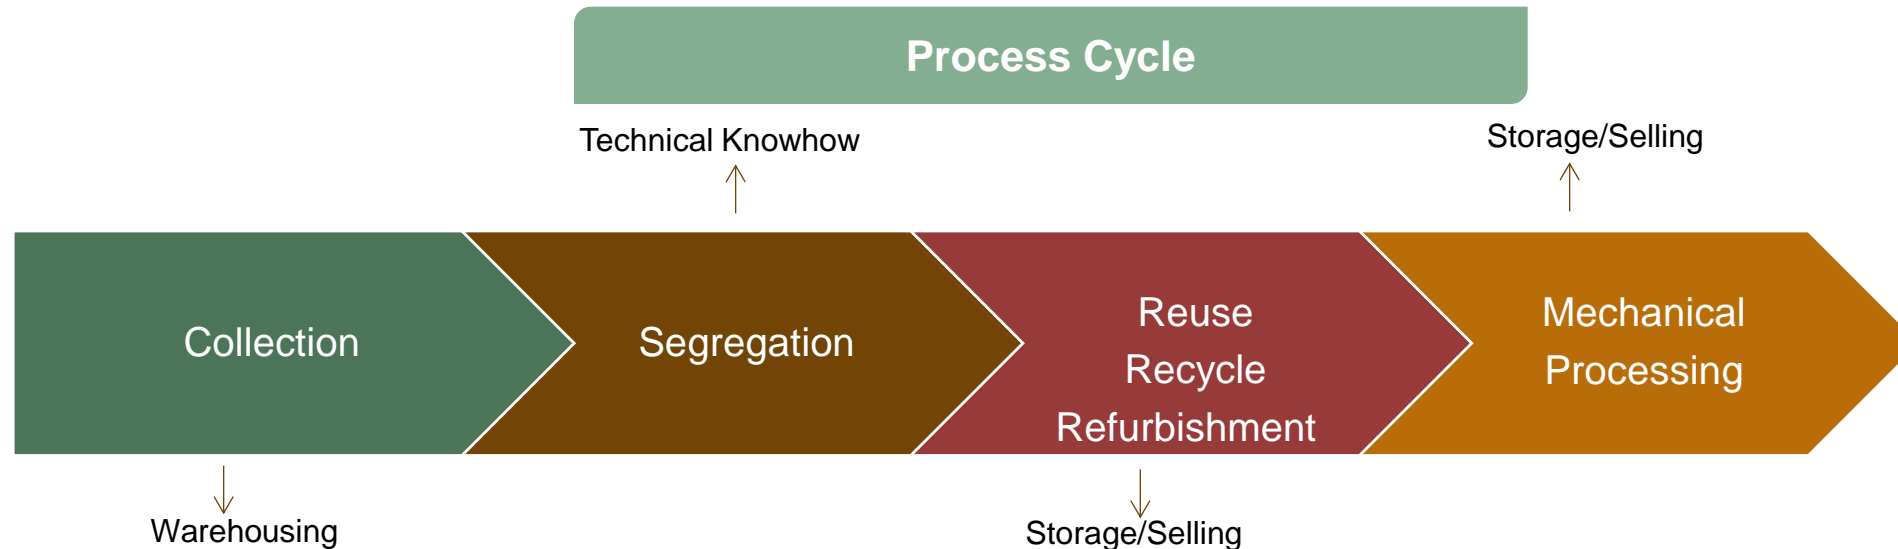 Process Cycle
Technical Knowhow
Storage/Selling
Collection
Segregation
Reuse
Recycle
Refurbishment
Mechanical
Processing
Warehousing
Storage/Selling